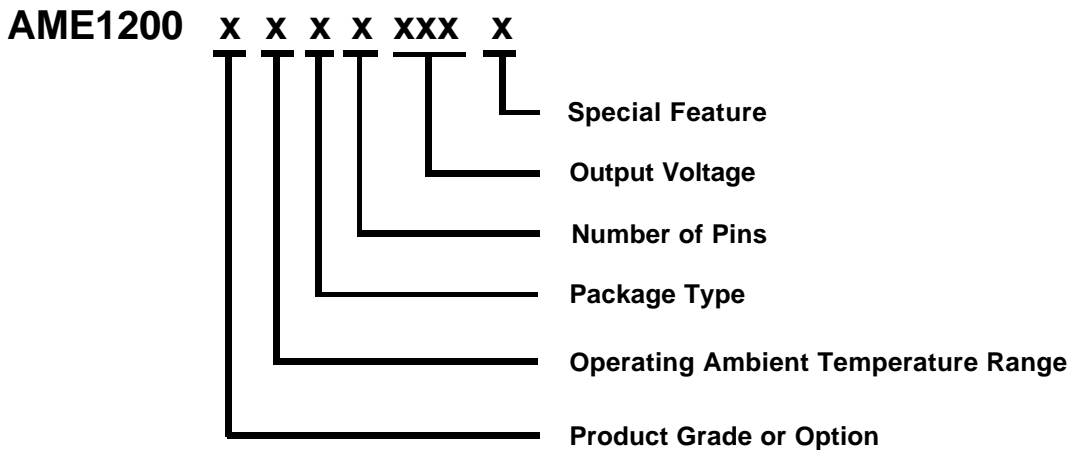 AME1200 x x x x xxx x
Special Feature
Output Voltage
Number of Pins
Package Type
Operating Ambient Temperature Range
Product Grade or Option